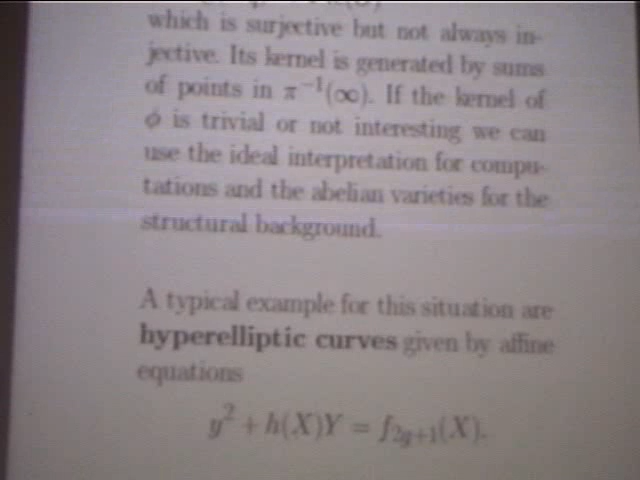 which is surjective but not always in-
jective. Its kernel is generated by sums
of points in π⁻¹(∞). If the kernel of
ϕ is trivial or not interesting we can
use the ideal interpretation for compu-
tations and the abelian varieties for the
structural background.
A typical example for this situation are
hyperelliptic curves given by affine
equations
y² + h(X)Y = f₂g₊₁(X).